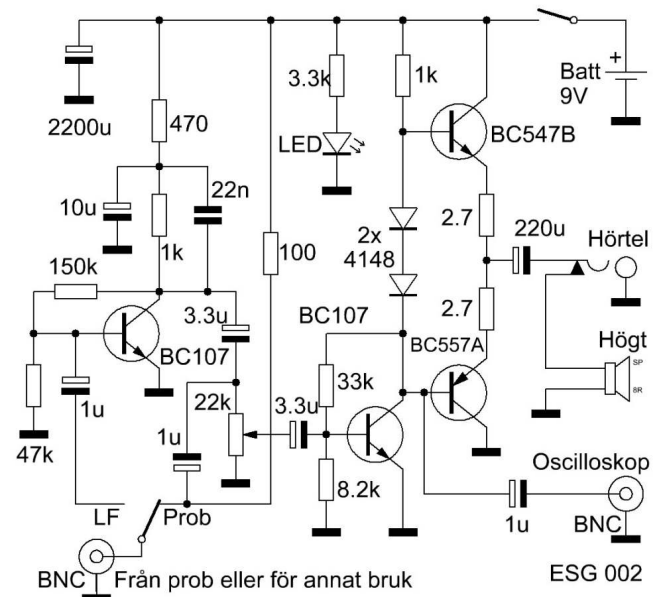 Batt
+
9V
3.3k
1k
2200u
470
LED
BC547B
10u
22n
1k
100
2x
4148
2.7
220u
Hörtel
150k
3.3u
BC107
BC107
2.7
BC557A
Högt
SP
BR
1u
47k
22k
3.3u
33k
1u
8.2k
Oscilloskop
1u
BNC
LF
Prob
BNC
Från prob eller för annat bruk
ESG 002